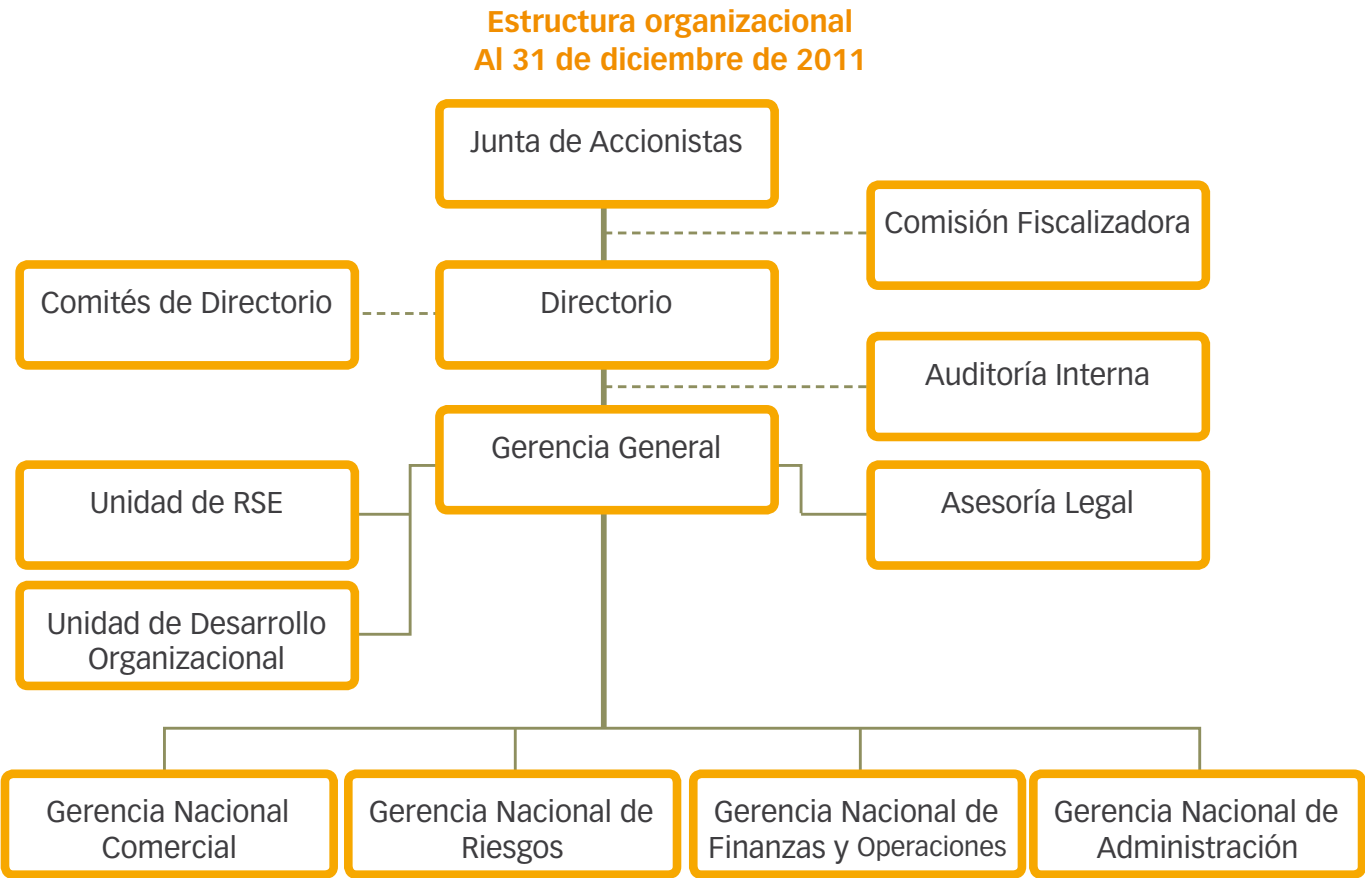 Estructura organizacional
Al 31 de diciembre de 2011
Junta de Accionistas
Comisión Fiscalizadora
Comités de Directorio
Directorio
Auditoría Interna
Gerencia General
Unidad de RSE
Asesoría Legal
Unidad de Desarrollo
Organizacional
Gerencia Nacional
Comercial
Gerencia Nacional de
Riesgos
Gerencia Nacional de
Finanzas y Operaciones
Gerencia Nacional de
Administración